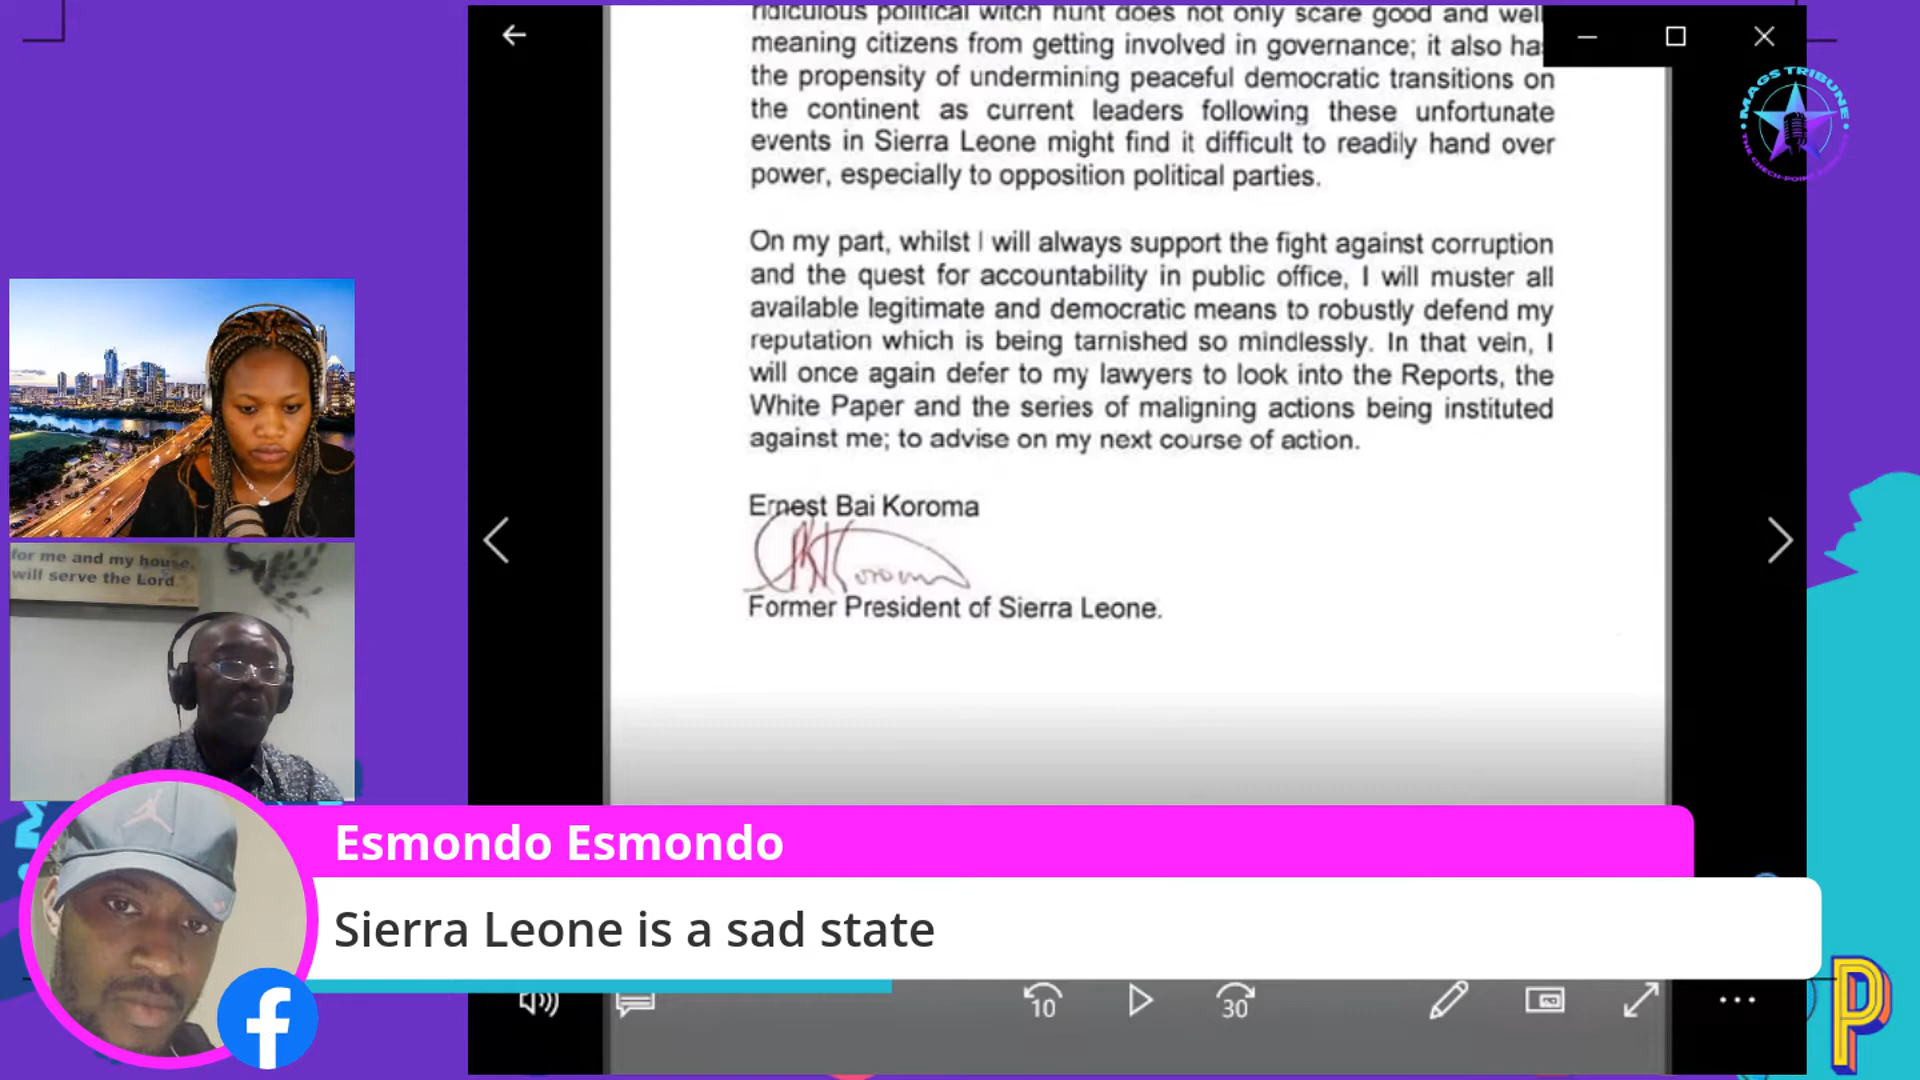 ridiculous political witch hunt does not only scare good and well
meaning citizens from getting involved in governance; it also has
the propensity of undermining peaceful democratic transitions on
the continent as current leaders following these unfortunate
events in Sierra Leone might find it difficult to readily hand over
power, especially to opposition political parties.
On my part, whilst I will always support the fight against corruption
and the quest for accountability in public office, I will muster all
available legitimate and democratic means to robustly defend my
reputation which is being tarnished so mindlessly. In that vein, I
will once again defer to my lawyers to look into the Reports, the
White Paper and the series of maligning actions being instituted
against me; to advise on my next course of action.
Ernest Bai Koroma
Former President of Sierra Leone.
MAGS TRIBUNE
for me and my house,
will serve the Lord.
Esmondo Esmondo
Sierra Leone is a sad state
10
30
P